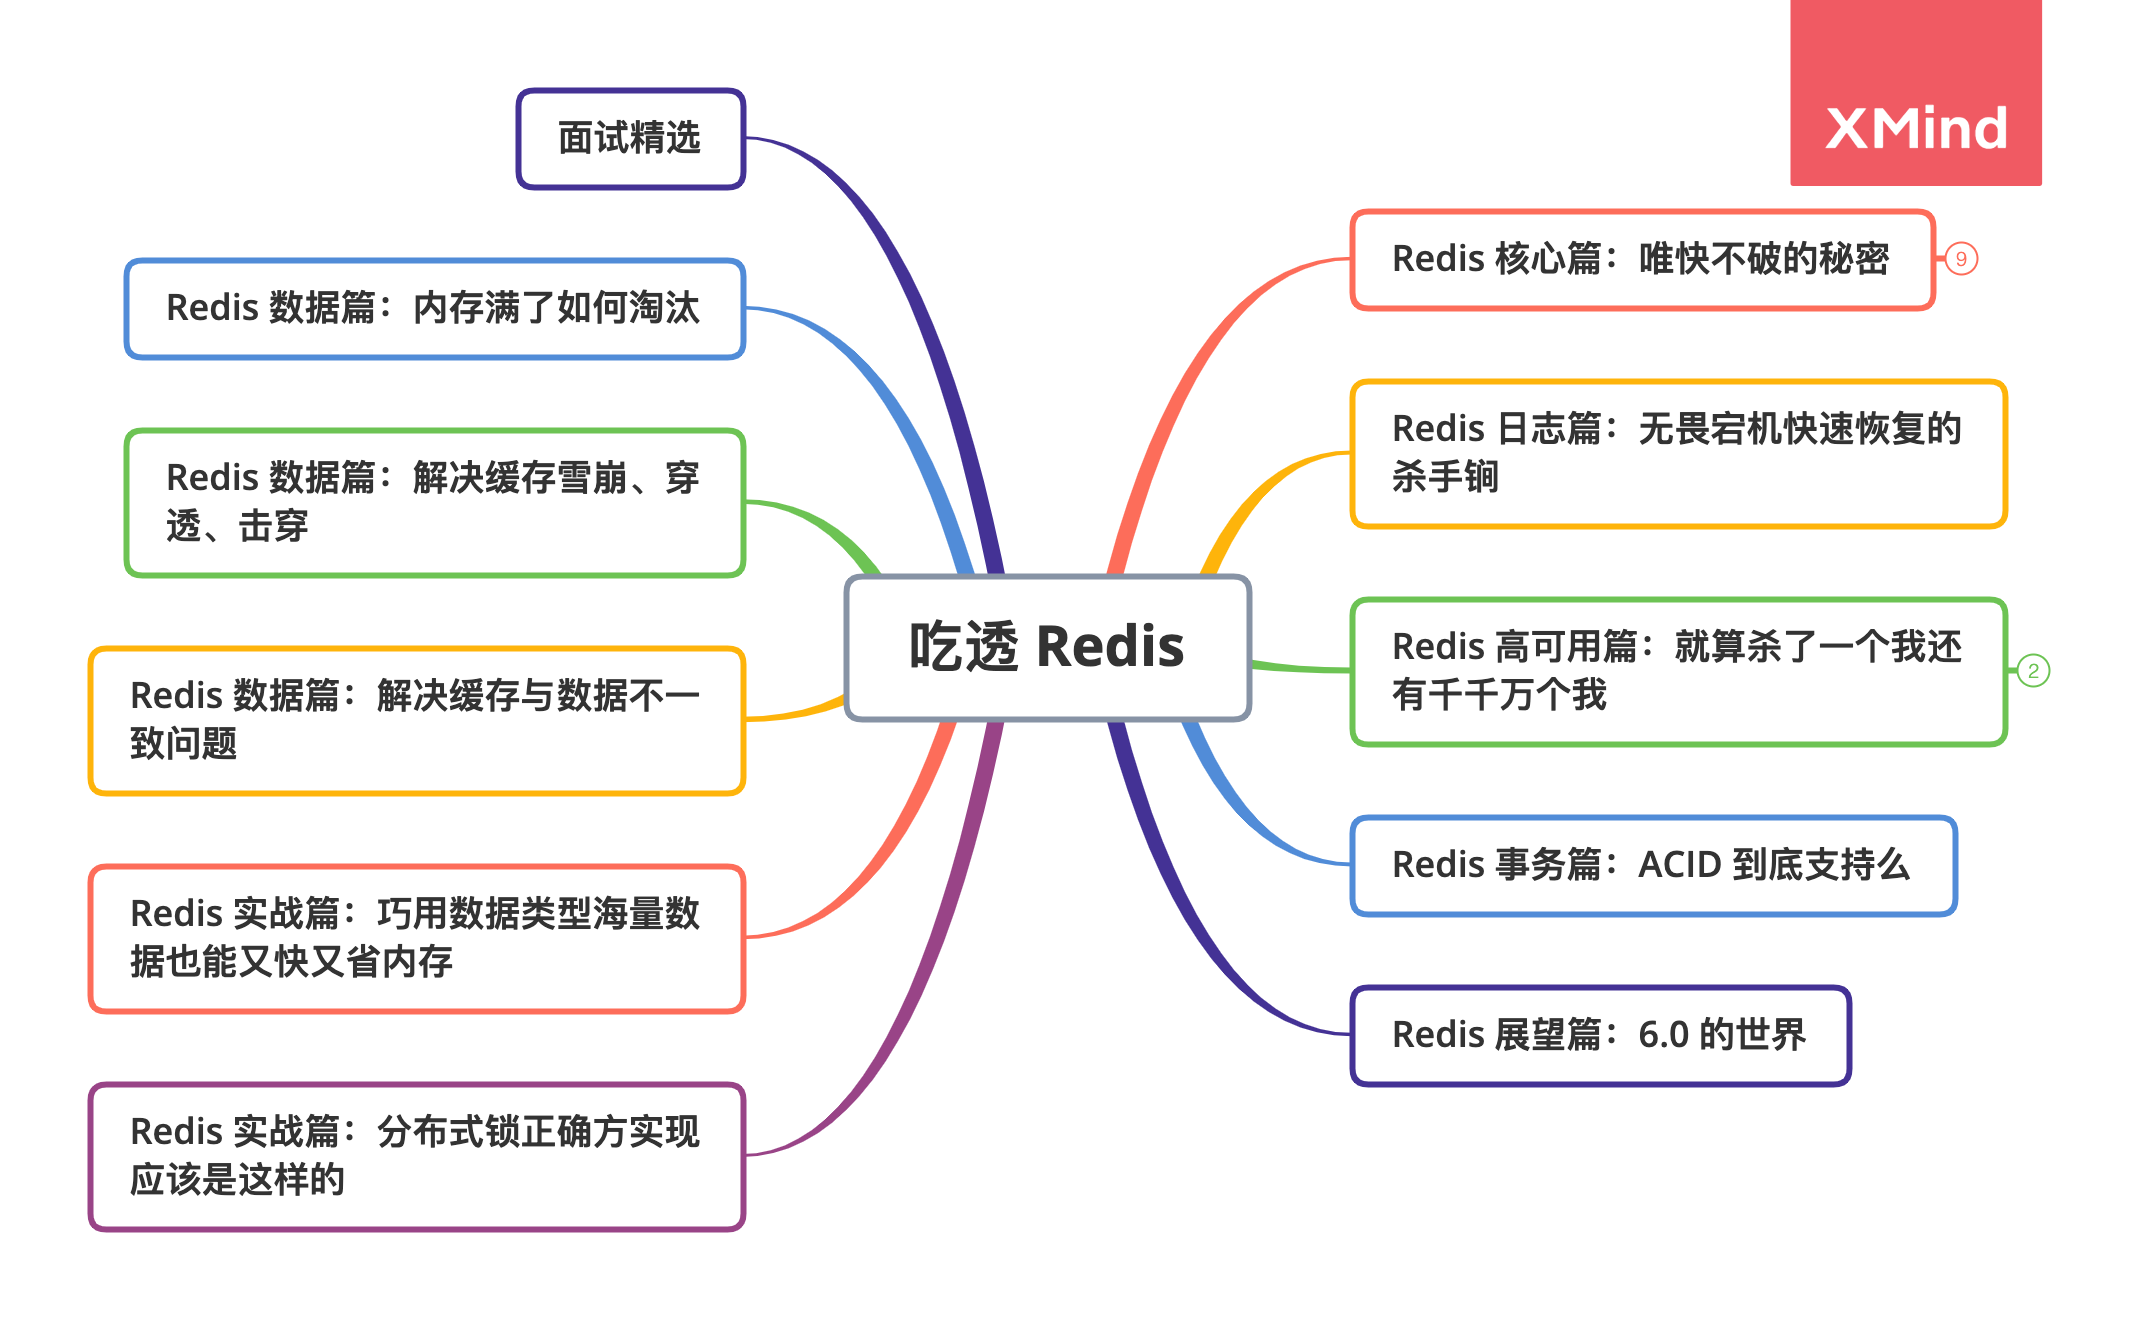 XMind
吃透 Redis
Redis 核心篇：唯快不破的秘密
9
Redis 日志篇：无畏宕机快速恢复的
杀手锏
Redis 高可用篇：就算杀了一个我还
有千千万个我
2
Redis 事务篇：ACID 到底支持么
Redis 展望篇：6.0 的世界
面试精选
Redis 数据篇：内存满了如何淘汰
Redis 数据篇：解决缓存雪崩、穿
透、击穿
Redis 数据篇：解决缓存与数据不一
致问题
Redis 实战篇：巧用数据类型海量数
据也能又快又省内存
Redis 实战篇：分布式锁正确方实现
应该是这样的